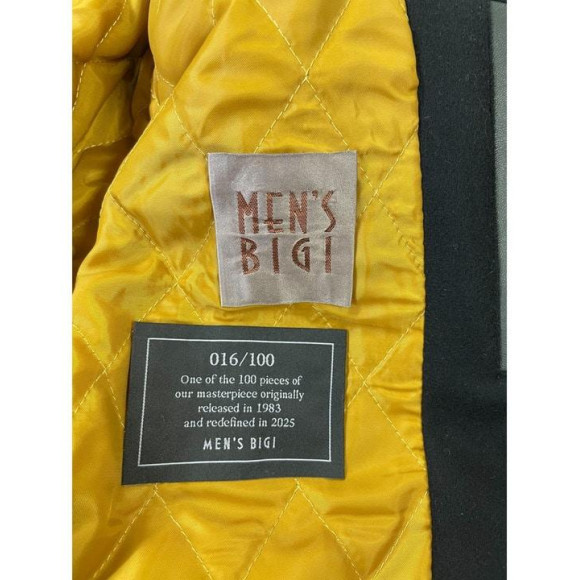 MEN'S
BIGI
016/100
One of the 100 pieces of
our masterpiece originally
released in 1983
and redefined in 2025
MEN'S BIGI